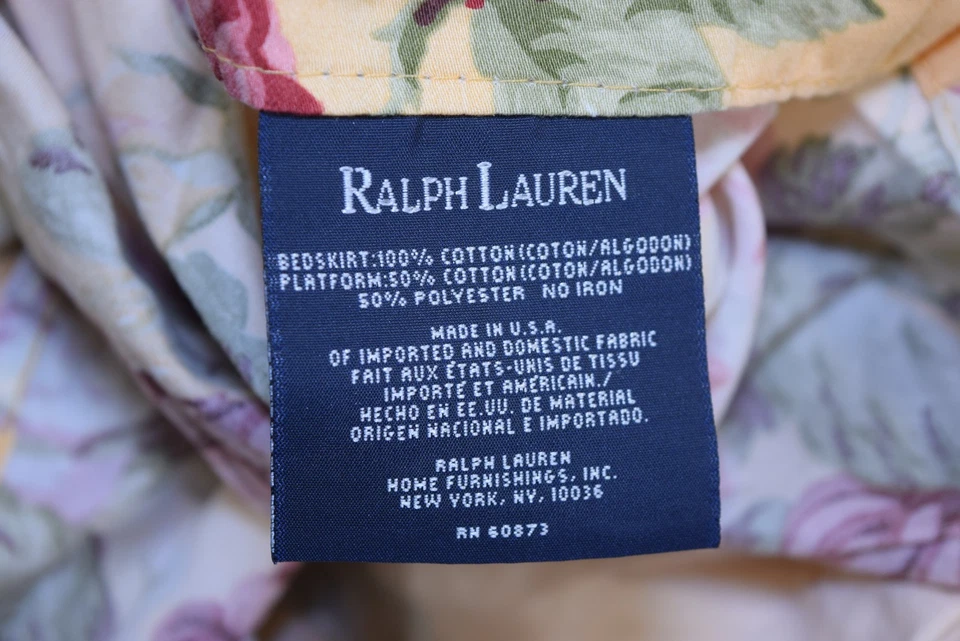 RALPH LAUREN
BEDSKIRT:100% COTTON(COTON/ALGODON)
PLATFORM:50% COTTON(COTON/ALGODON)
50% POLYESTER NO IRON
MADE IN U.S.A.
OF IMPORTED AND DOMESTIC FABRIC
FAIT AUX ÉTATS-UNIS DE TISSU
IMPORTÉ ET AMÉRICAIN./
HECHO EN EE.UU. DE MATERIAL
ORIGEN NACIONAL E IMPORTADO.
RALPH LAUREN
HOME FURNISHINGS, INC.
NEW YORK, NY, 10036
RN 60873